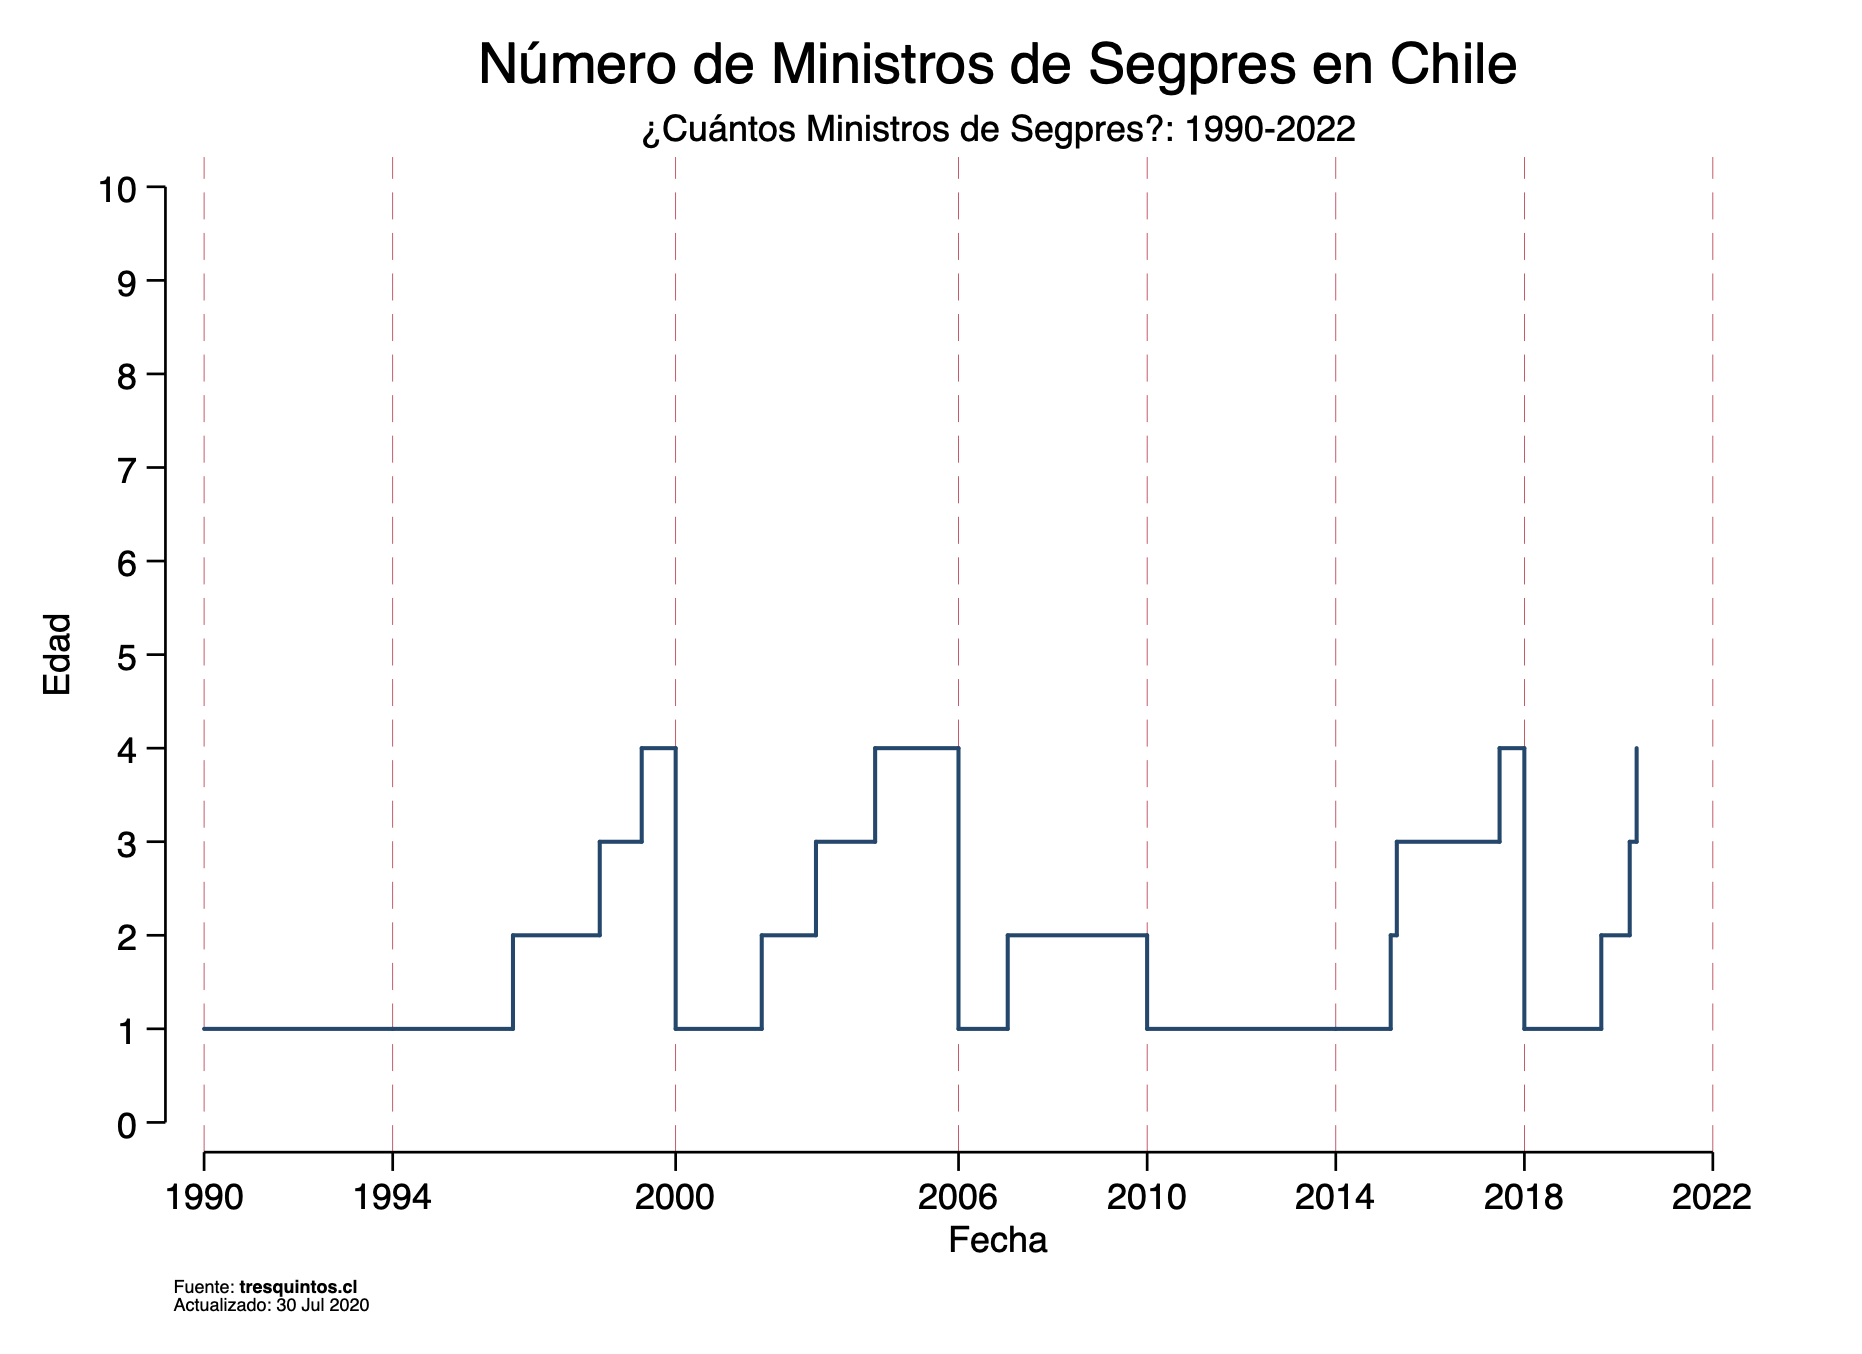 Número de Ministros de Segpres en Chile
¿Cuántos Ministros de Segpres?: 1990-2022
10
9
8
7
6
5
4
3
2
1
0
Edad
1990 1994 2000 2006 2010 2014 2018 2022
Fecha
Fuente: tresquintos.cl
Actualizado: 30 Jul 2020